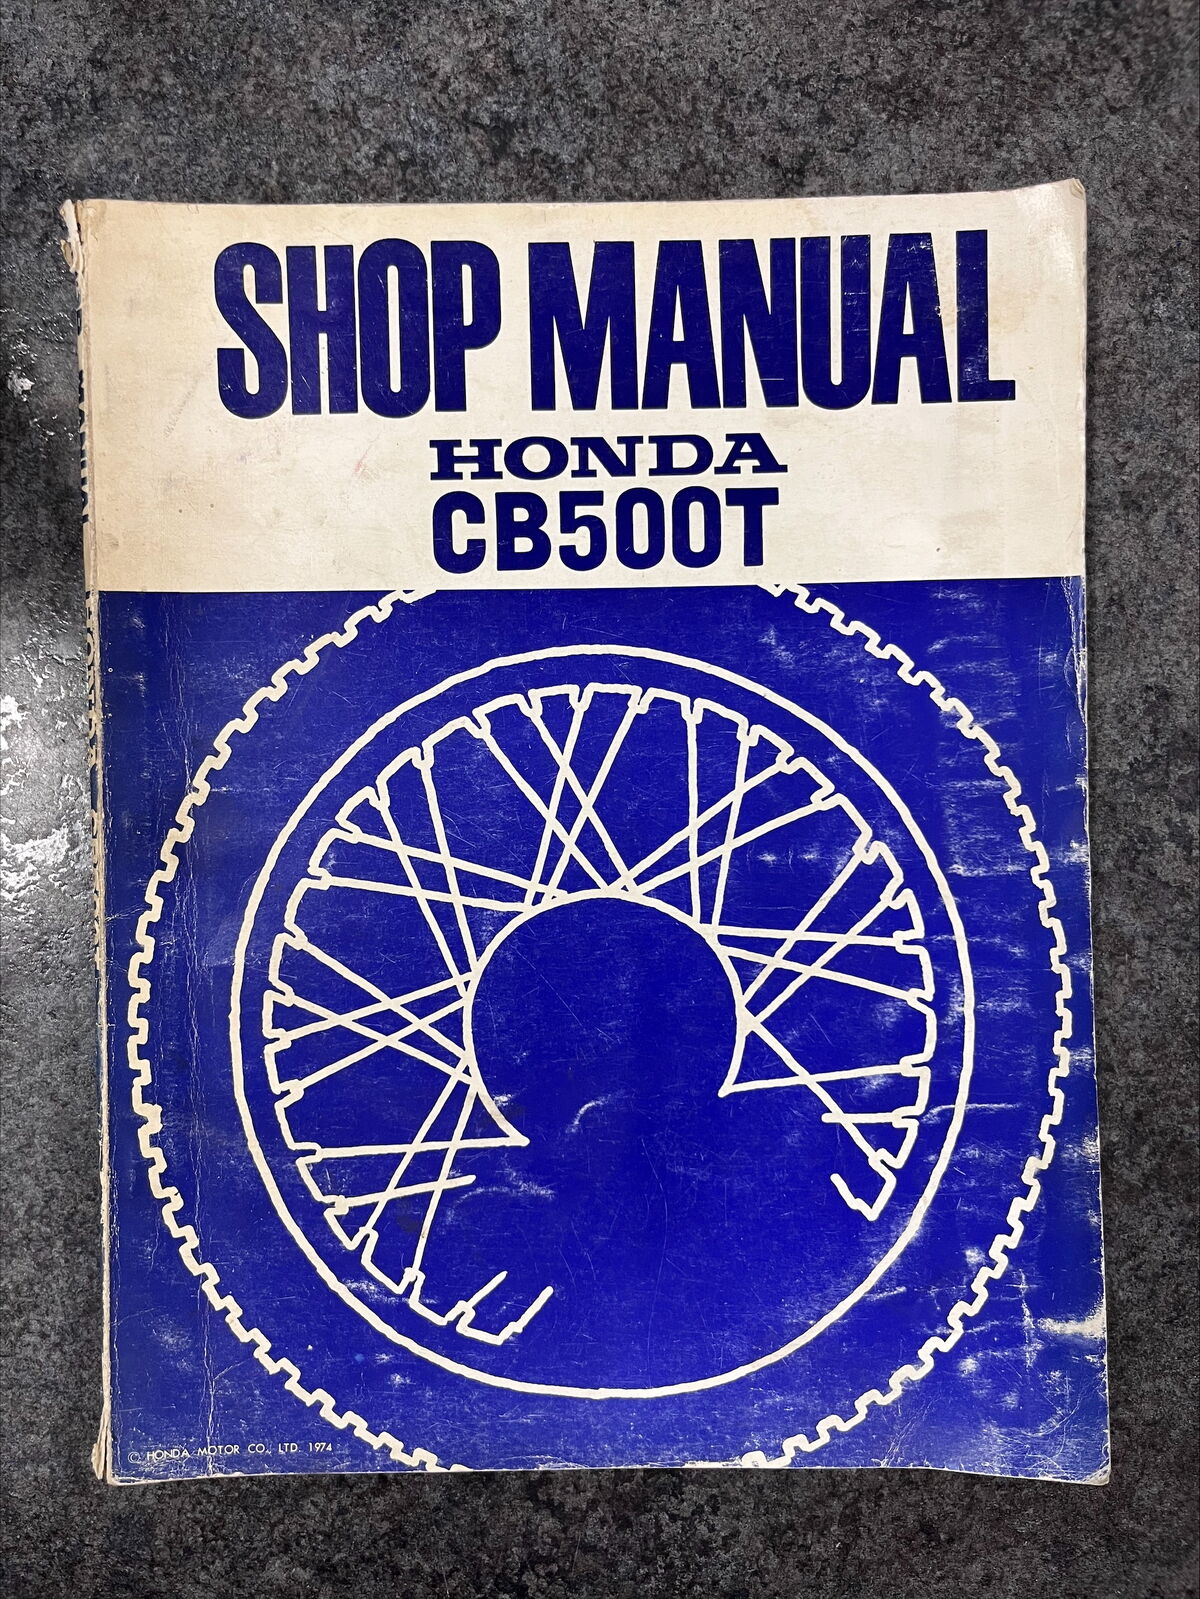 SHOP MANUAL
HONDA
CB500T
© HONDA MOTOR CO., LTD. 1974